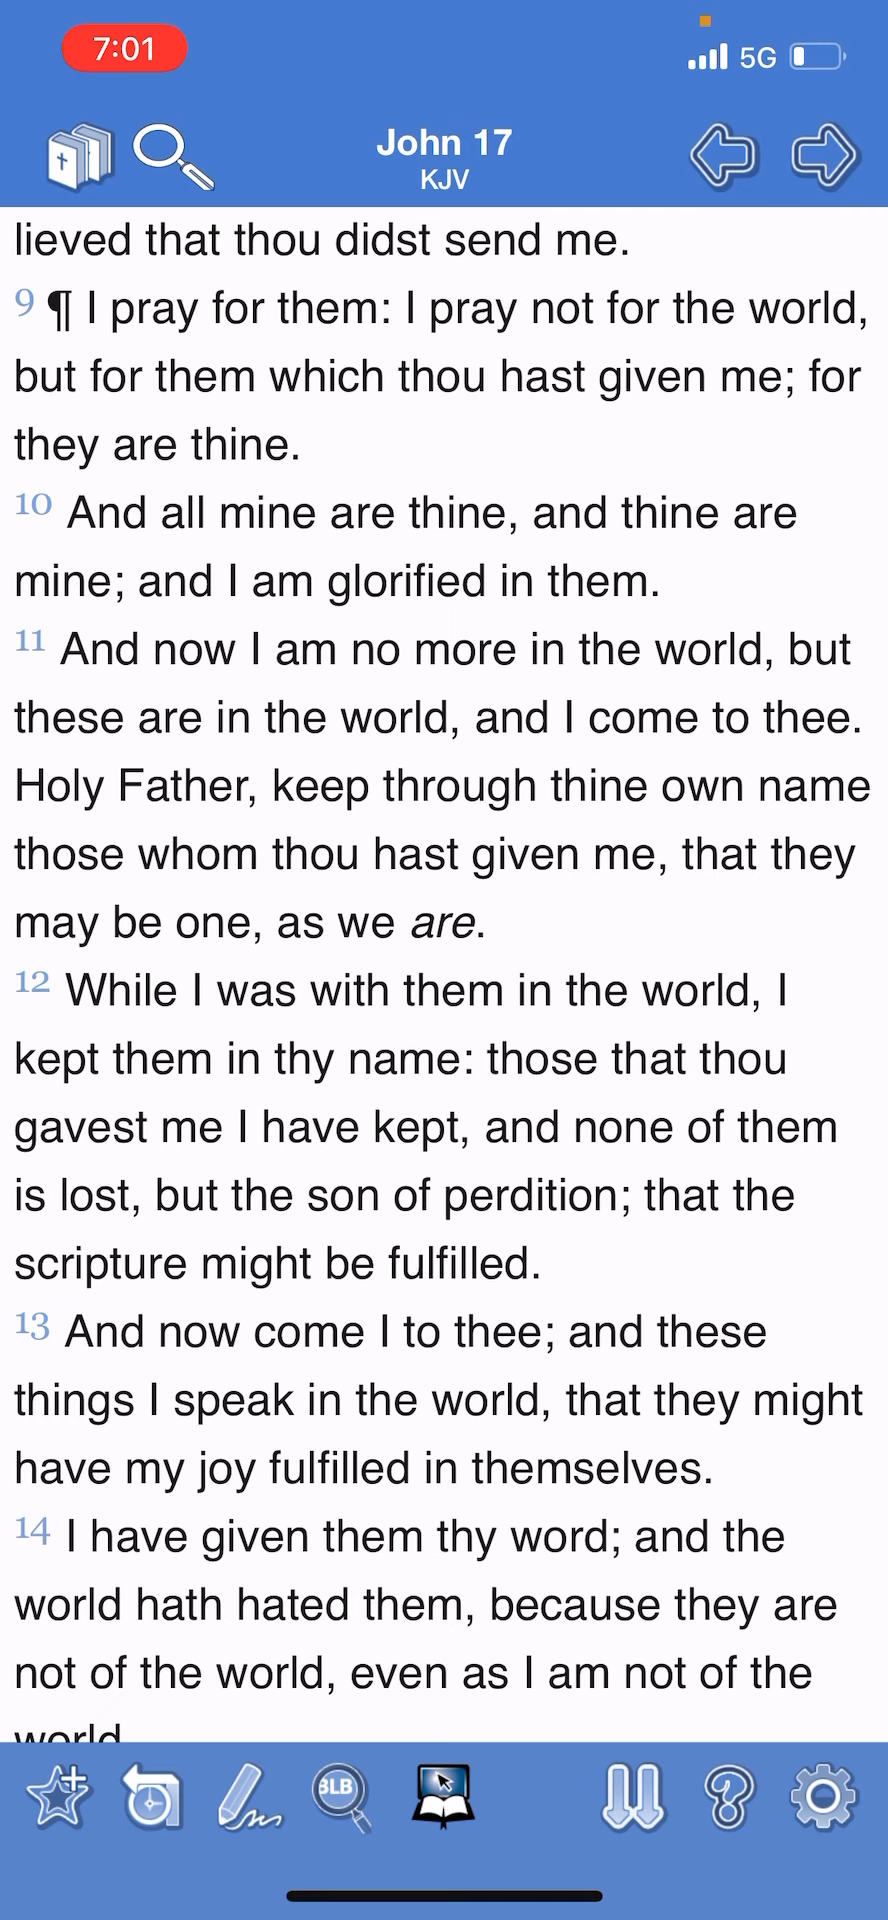 7:01
5G
John 17
KJV
lieved that thou didst send me.
9 ¶ I pray for them: I pray not for the world,
but for them which thou hast given me; for
they are thine.
10 And all mine are thine, and thine are
mine; and I am glorified in them.
11 And now I am no more in the world, but
these are in the world, and I come to thee.
Holy Father, keep through thine own name
those whom thou hast given me, that they
may be one, as we are.
12 While I was with them in the world, I
kept them in thy name: those that thou
gavest me I have kept, and none of them
is lost, but the son of perdition; that the
scripture might be fulfilled.
13 And now come I to thee; and these
things I speak in the world, that they might
have my joy fulfilled in themselves.
14 I have given them thy word; and the
world hath hated them, because they are
not of the world, even as I am not of the
world
BLB